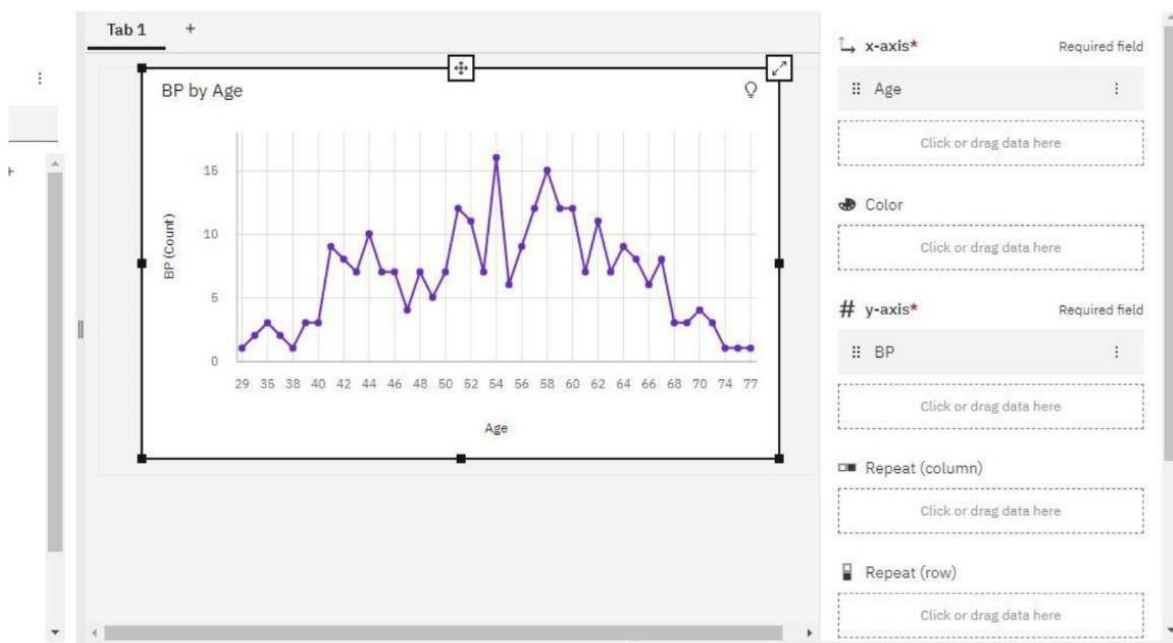 Tab 1 +
BP by Age
15
10
5
0
BP (Count)
29 35 38 40 42 44 46 48 50 52 54 56 58 60 62 64 66 68 70 74 77
Age
x-axis* Required field
Age
Click or drag data here
Color
Click or drag data here
# y-axis* Required field
BP
Click or drag data here
Repeat (column)
Click or drag data here
Repeat (row)
Click or drag data here